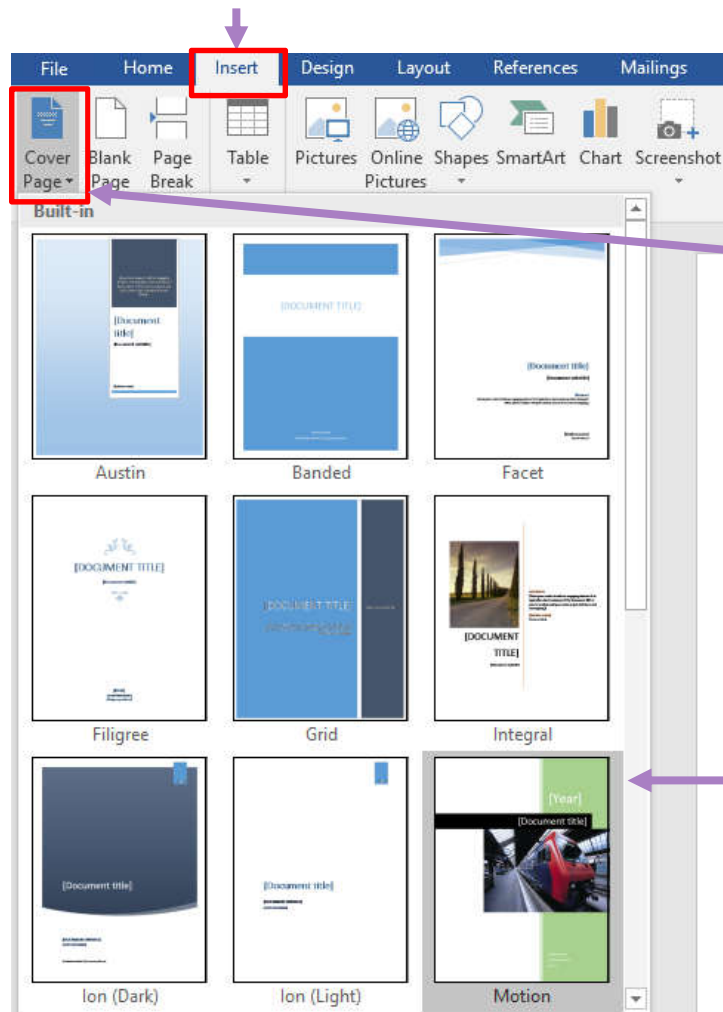 File Home Insert Design Layout References Mailings
Cover Page Blank Page Page Break Table Pictures Online Pictures Shapes SmartArt Chart Screenshot
Built-in
[Document title]
[DOCUMENT TITLE]
[Document title]
Austin Banded Facet
[DOCUMENT TITLE]
[DOCUMENT TITLE]
[DOCUMENT
TITLE]
Filigree Grid Integral
[Year]
[Document title]
[Document title]
[Document title]
Ion (Dark) Ion (Light) Motion